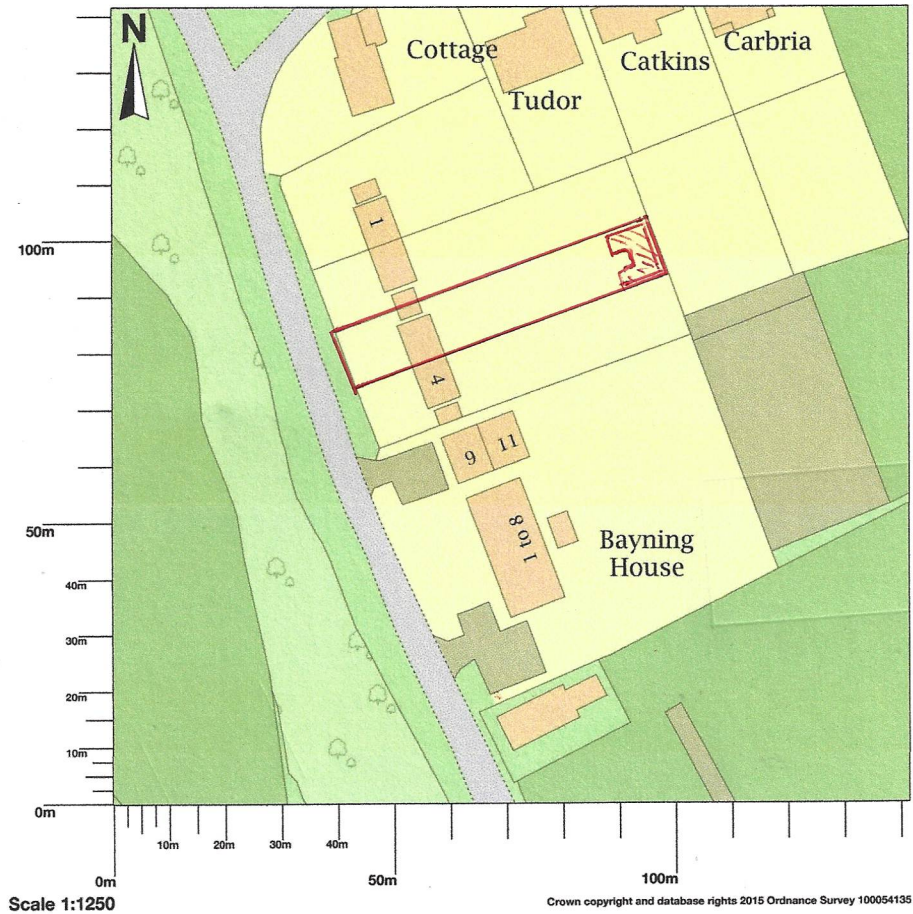 N
Cottage
Carbria
Catkins
Tudor
1
100m
4
9
11
1 to 8
50m
Bayning
House
40m
30m
20m
10m
0m
10m
20m
30m
40m
0m
50m
100m
Scale 1:1250
Crown copyright and database rights 2015 Ordnance Survey 100054135